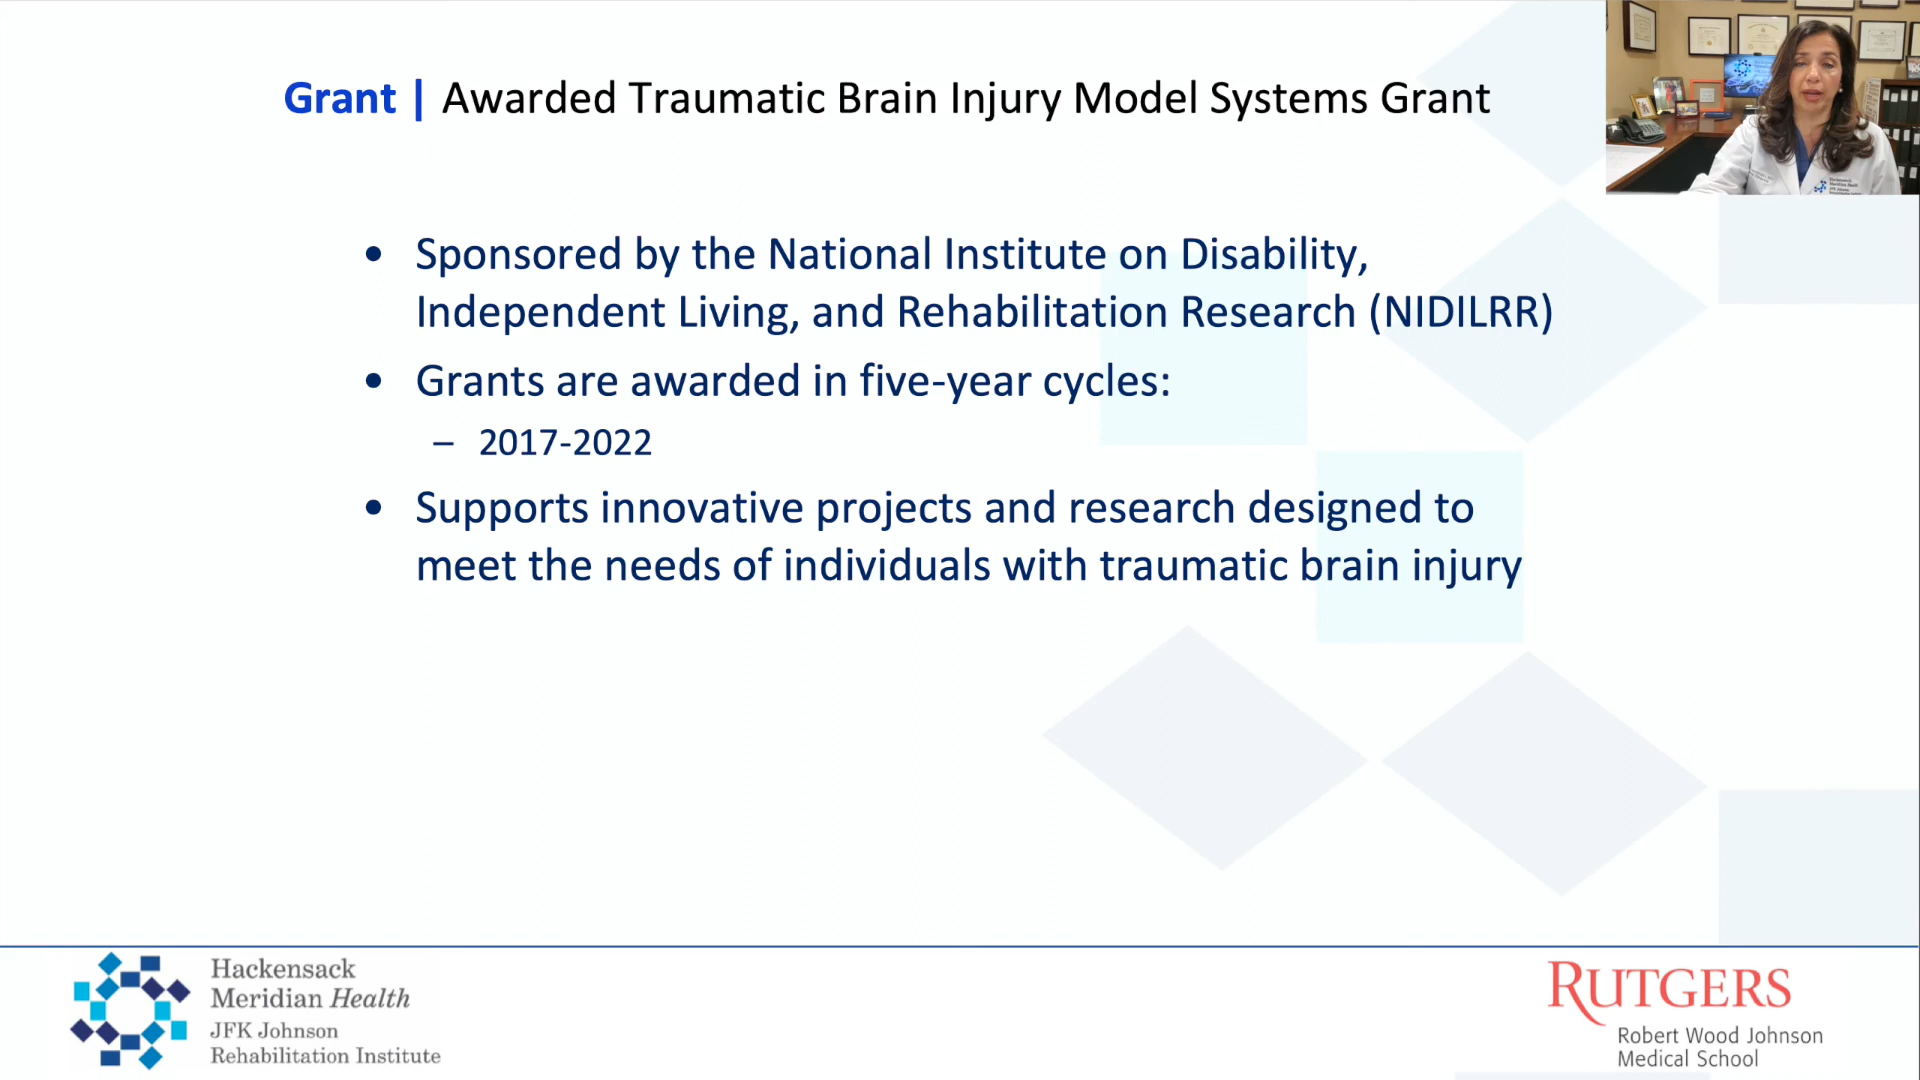 Grant | Awarded Traumatic Brain Injury Model Systems Grant
• Sponsored by the National Institute on Disability,
Independent Living, and Rehabilitation Research (NIDILRR)
• Grants are awarded in five-year cycles:
– 2017-2022
• Supports innovative projects and research designed to
meet the needs of individuals with traumatic brain injury
Hackensack
Meridian Health
JFK Johnson
Rehabilitation Institute
RUTGERS
Robert Wood Johnson
Medical School